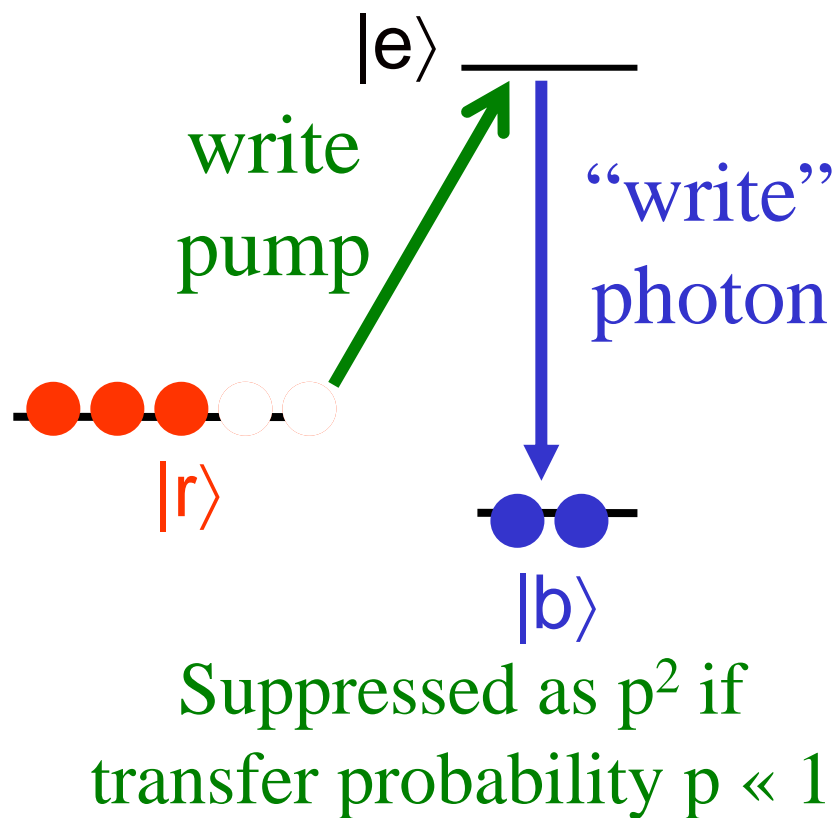 |e⟩
write
pump
“write”
photon
|r⟩
|b⟩
Suppressed as p² if
transfer probability p « 1